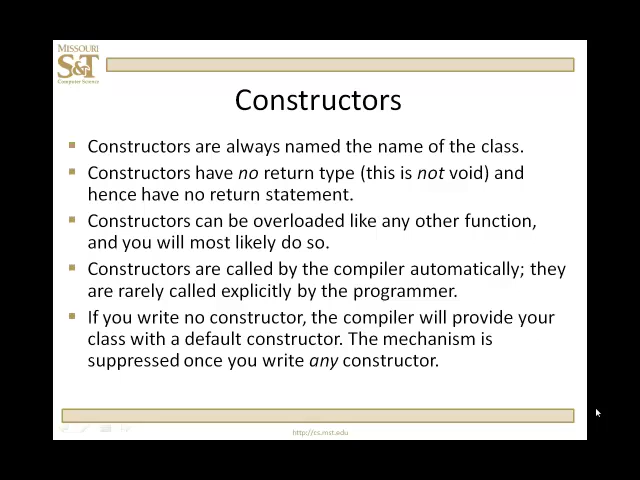 MISSOURI
S&T
Computer Science
Constructors
Constructors are always named the name of the class.
Constructors have no return type (this is not void) and
hence have no return statement.
Constructors can be overloaded like any other function,
and you will most likely do so.
Constructors are called by the compiler automatically; they
are rarely called explicitly by the programmer.
If you write no constructor, the compiler will provide your
class with a default constructor. The mechanism is
suppressed once you write any constructor.
http://cs.mst.edu